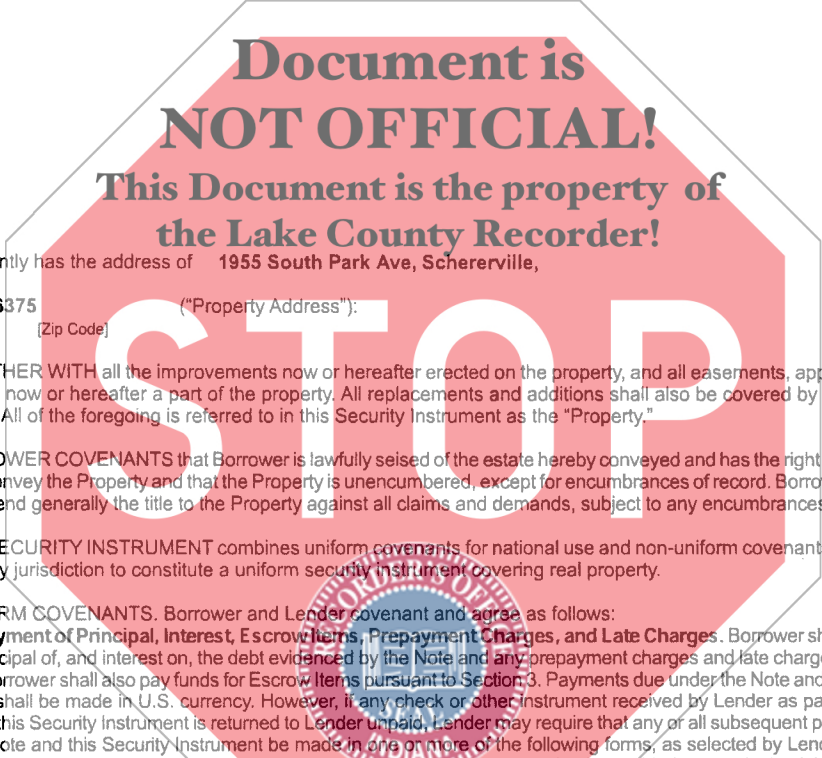 Document is
NOT OFFICIAL!
This Document is the property of
the Lake County Recorder!
ntly has the address of 1955 South Park Ave, Schererville,
6375 ("Property Address"):
[Zip Code]
STOP
THER WITH all the improvements now or hereafter erected on the property, and all easements, app
now or hereafter a part of the property. All replacements and additions shall also be covered by
All of the foregoing is referred to in this Security Instrument as the “Property.”
OWER COVENANTS that Borrower is lawfully seised of the estate hereby conveyed and has the right
nvey the Property and that the Property is unencumbered, except for encumbrances of record. Borro
end generally the title to the Property against all claims and demands, subject to any encumbrances
ECURITY INSTRUMENT combines uniform covenants for national use and non-uniform covenant
y jurisdiction to constitute a uniform security instrument covering real property.
RM COVENANTS. Borrower and Lender covenant and agree as follows:
yment of Principal, Interest, Escrow Items, Prepayment Charges, and Late Charges. Borrower sh
cipal of, and interest on, the debt evidenced by the Note and any prepayment charges and late charge
rrower shall also pay funds for Escrow Items pursuant to Section 3. Payments due under the Note and
shall be made in U.S. currency. However, if any check or other instrument received by Lender as pa
this Security Instrument is returned to Lender unpaid, Lender may require that any or all subsequent p
ote and this Security Instrument be made in one or more of the following forms, as selected by Lend
RECORDER'S OFFICE
SEAL
INDIANA